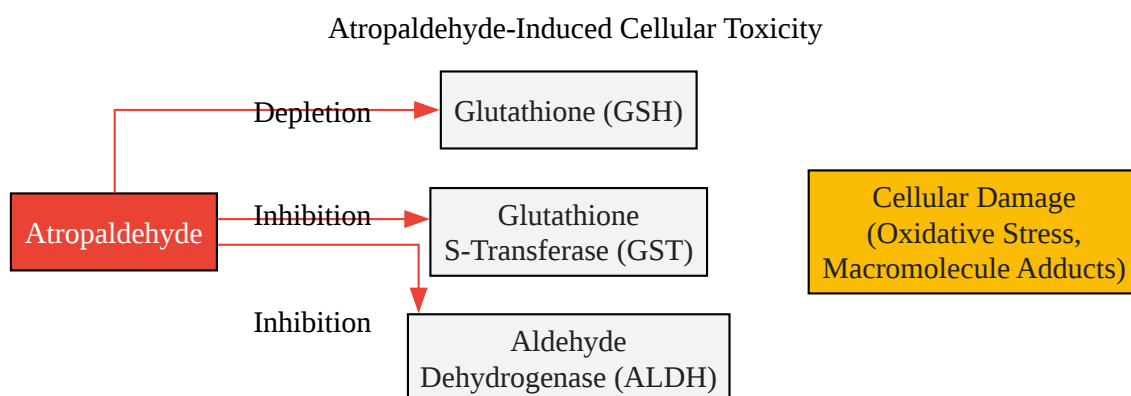 Atropaldehyde-Induced Cellular Toxicity
Depletion
Glutathione (GSH)
Atropaldehyde
Inhibition
Glutathione
S-Transferase (GST)
Cellular Damage
(Oxidative Stress,
Macromolecule Adducts)
Inhibition
Aldehyde
Dehydrogenase (ALDH)